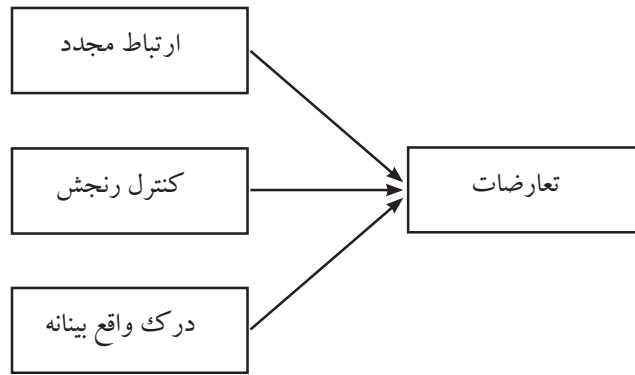 ارتباط مجدد
کنترل رنجش
تعارضات
درک واقع بینانه